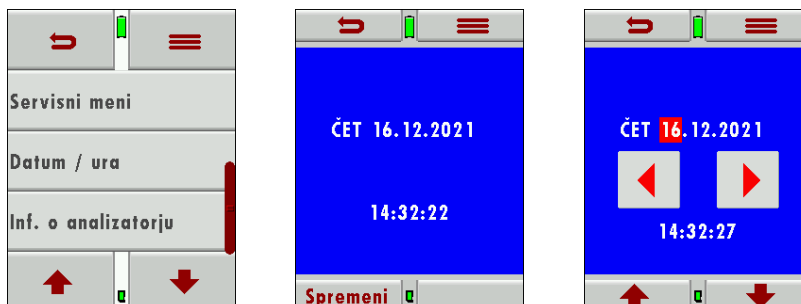 Servisni meni
Datum / ura
Inf. o analizatorju
ČET 16.12.2021
14:32:22
Spremeni
ČET 16.12.2021
14:32:27